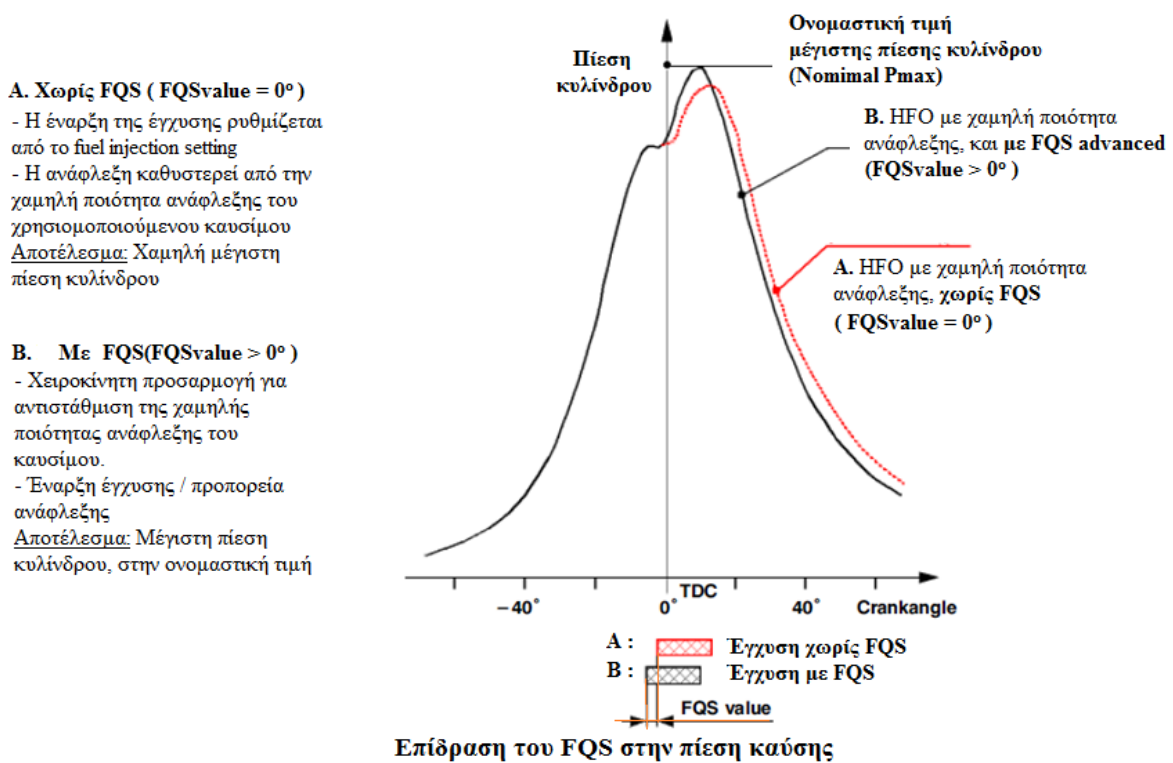 Α. Χωρίς FQS ( FQSvalue = 0º )
- Η έναρξη της έγχυσης ρυθμίζεται
από το fuel injection setting
- Η ανάφλεξη καθυστερεί από την
χαμηλή ποιότητα ανάφλεξης του
χρησιομοποιούμενου καυσίμου
Αποτέλεσμα: Χαμηλή μέγιστη
πίεση κυλίνδρου
Β. Με FQS(FQSvalue > 0º )
- Χειροκίνητη προσαρμογή για
αντιστάθμιση της χαμηλής
ποιότητας ανάφλεξης του
καυσίμου.
- Έναρξη έγχυσης / προπορεία
ανάφλεξης
Αποτέλεσμα: Μέγιστη πίεση
κυλίνδρου, στην ονομαστική τιμή
Πίεση
κυλίνδρου
Ονομαστική τιμή
μέγιστης πίεσης κυλίνδρου
(Nomimal Pmax)
Β. HFO με χαμηλή ποιότητα
ανάφλεξης, και με FQS advanced
(FQSvalue > 0º )
Α. HFO με χαμηλή ποιότητα
ανάφλεξης, χωρίς FQS
( FQSvalue = 0º )
TDC
−40° 0° 40° Crankangle
Α : Έγχυση χωρίς FQS
Β : Έγχυση με FQS
FQS value
Επίδραση του FQS στην πίεση καύσης